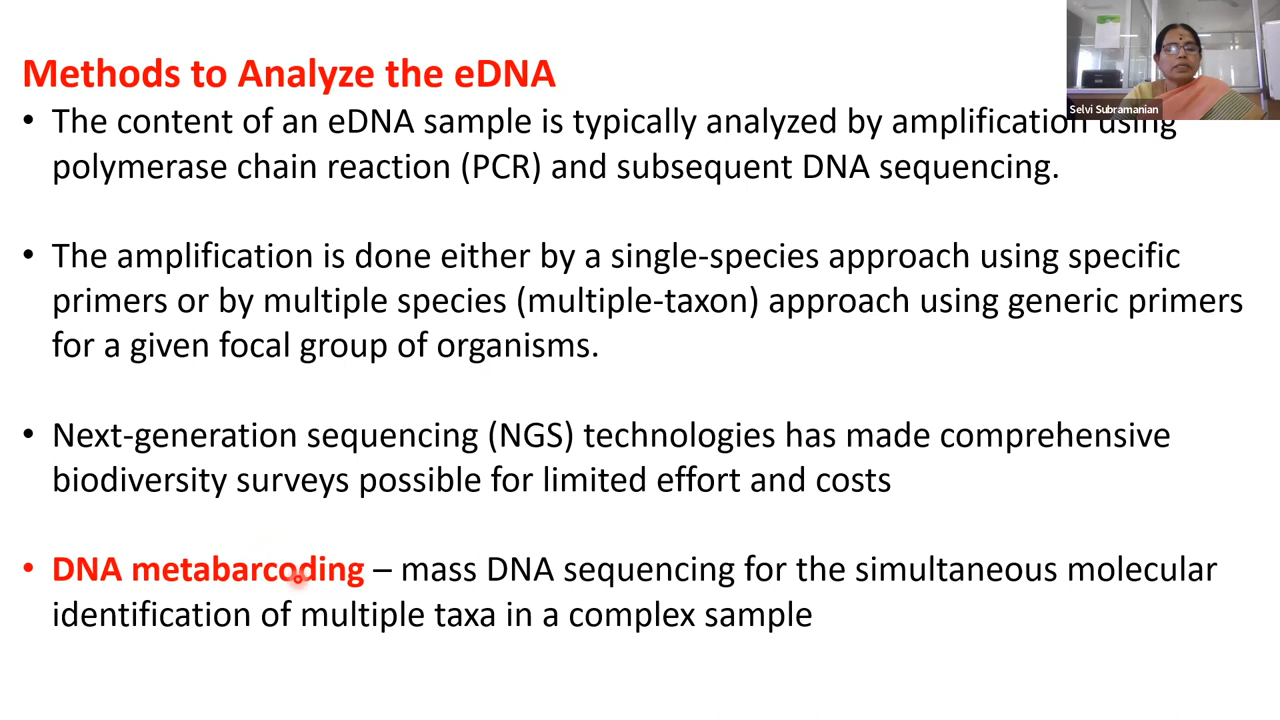 Methods to Analyze the eDNA
Selvi Subramanian
• The content of an eDNA sample is typically analyzed by amplification using
polymerase chain reaction (PCR) and subsequent DNA sequencing.
• The amplification is done either by a single-species approach using specific
primers or by multiple species (multiple-taxon) approach using generic primers
for a given focal group of organisms.
• Next-generation sequencing (NGS) technologies has made comprehensive
biodiversity surveys possible for limited effort and costs
• DNA metabarcoding – mass DNA sequencing for the simultaneous molecular
identification of multiple taxa in a complex sample